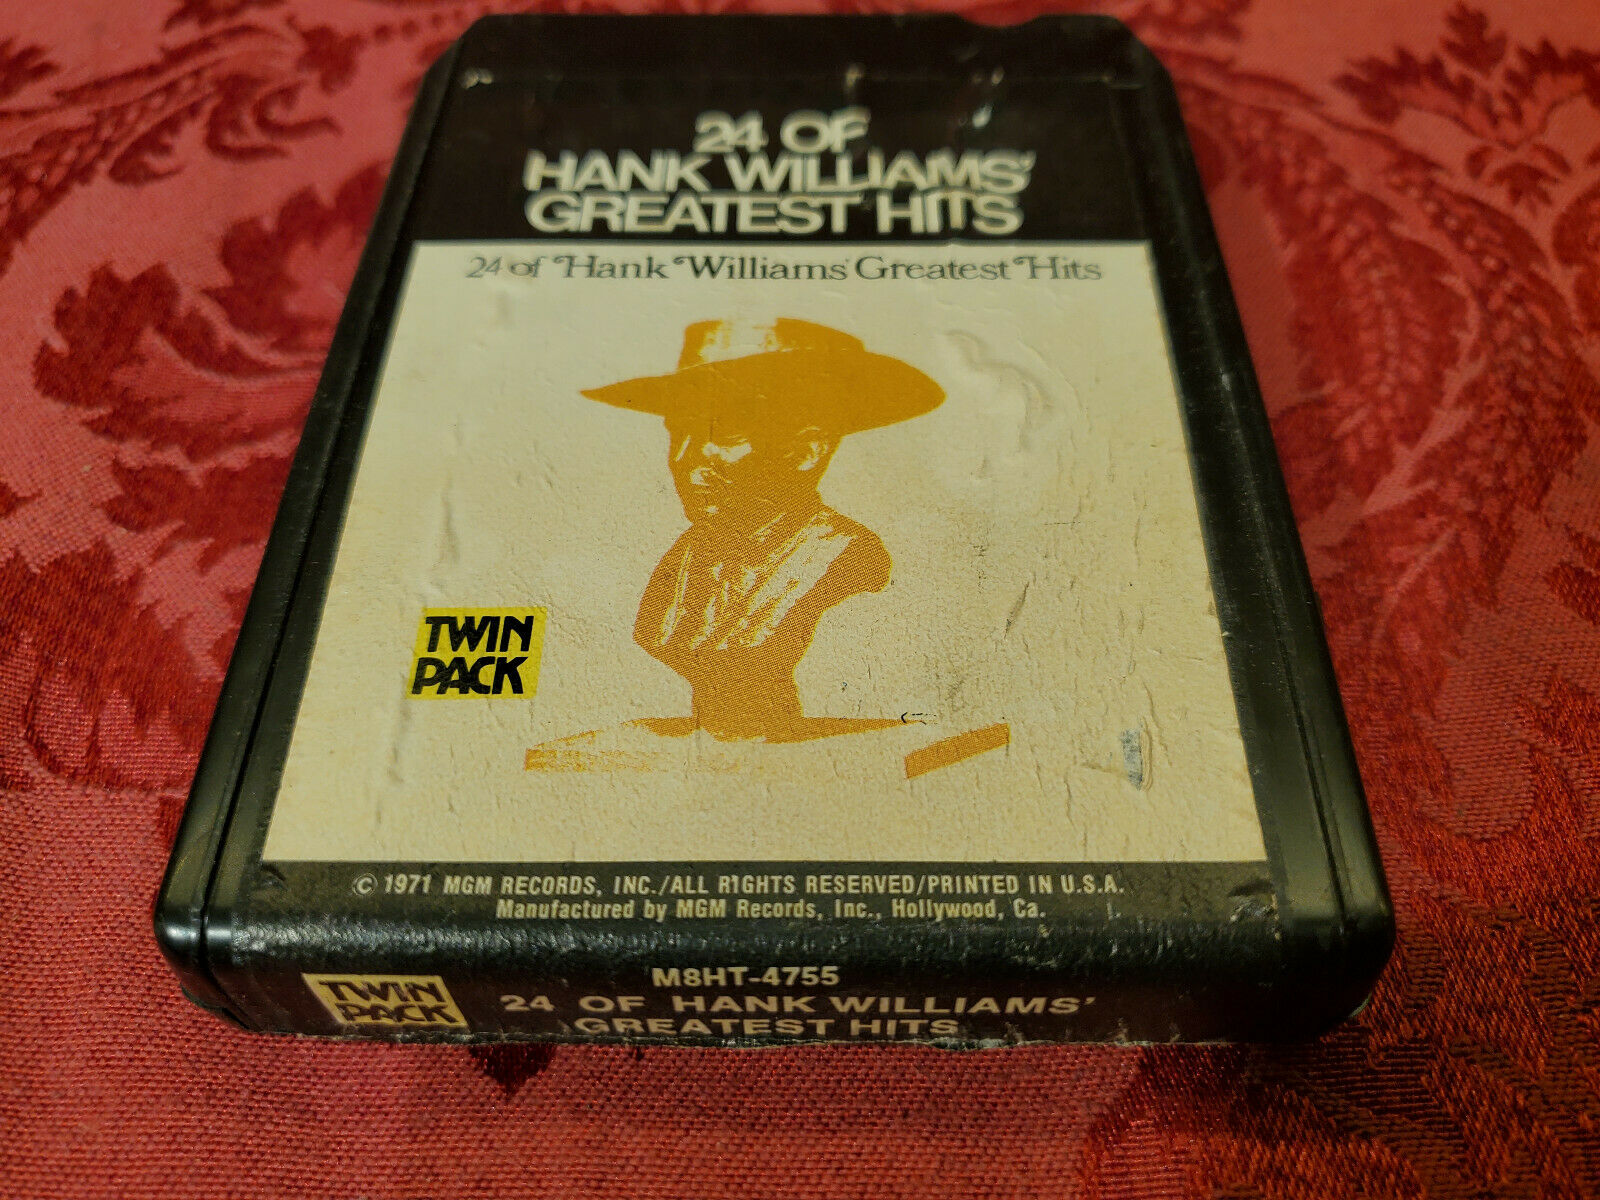 24 OF
HANK WILLIAMS'
GREATEST HITS
24 of Hank Williams' Greatest Hits
TWIN
PACK
© 1971 MGM RECORDS, INC./ALL RIGHTS RESERVED/PRINTED IN U.S.A.
Manufactured by MGM Records, Inc., Hollywood, Ca.
M8HT-4755
TWIN
PACK
24 OF HANK WILLIAMS'
GREATEST HITS